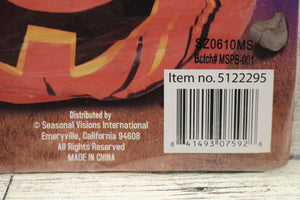 SZ0610MS
Batch# MSPB-001
Item no. 5122295
8 41493 07592 8
Distributed by
© Seasonal Visions International
Emeryville, California 94608
All Rights Reserved
MADE IN CHINA